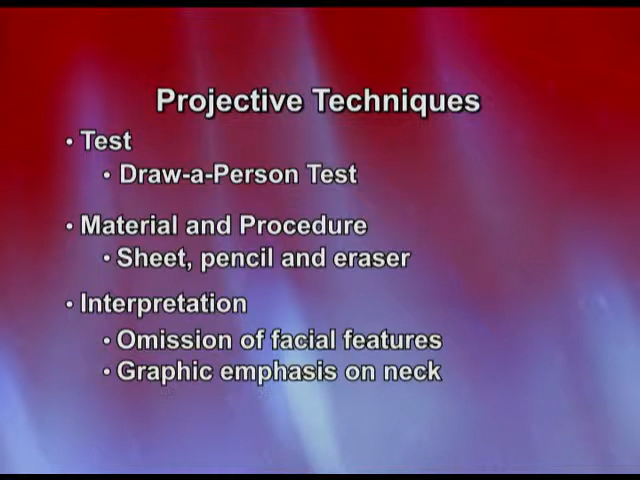 Projective Techniques
• Test
• Draw-a-Person Test
• Material and Procedure
• Sheet, pencil and eraser
• Interpretation
• Omission of facial features
• Graphic emphasis on neck